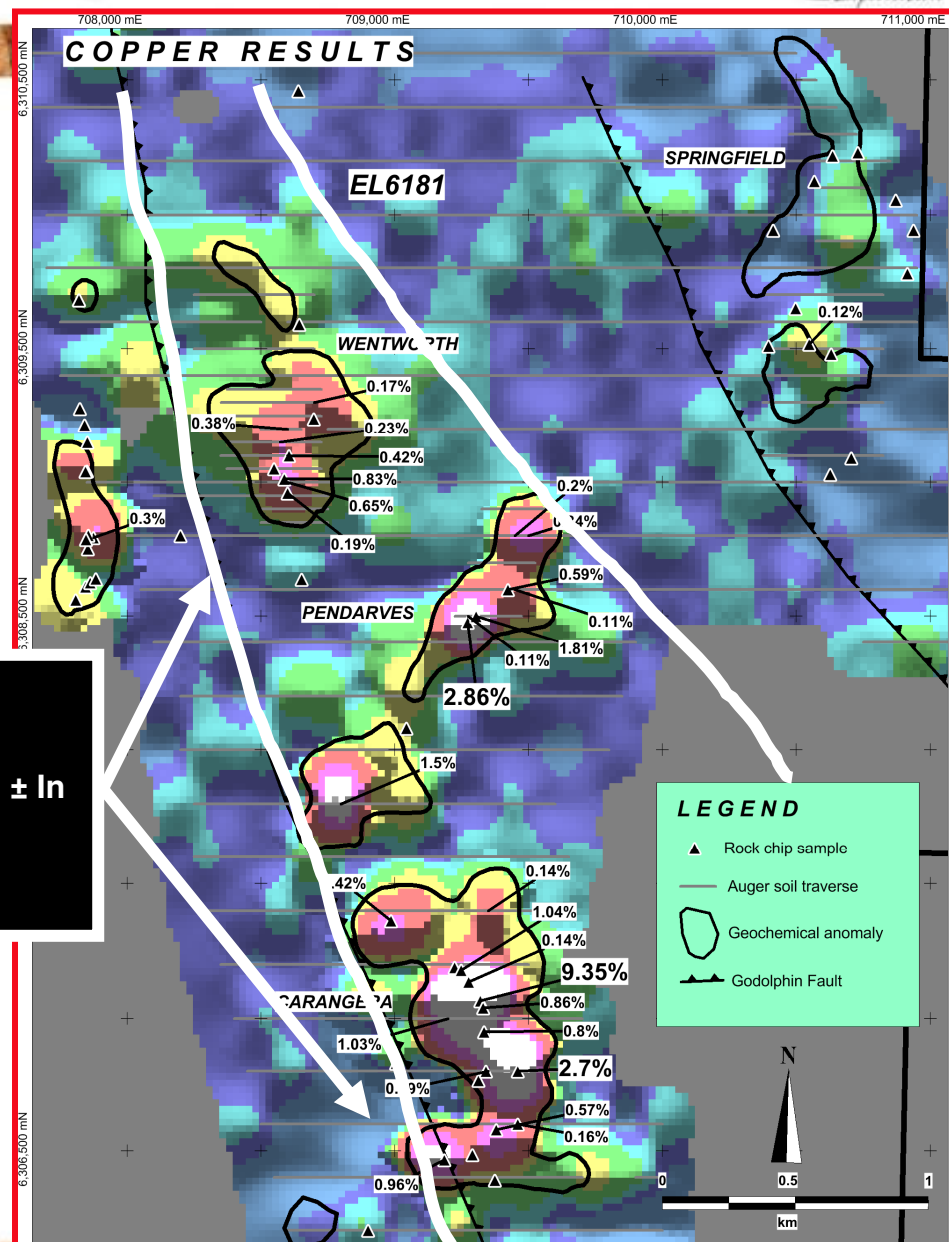 708,000 mE
709,000 mE
710,000 mE
711,000 mE
COPPER RESULTS
6,310,500 mN
SPRINGFIELD
EL6181
0.12%
6,309,500 mN
WENTWORTH
0.17%
0.38%
0.23%
0.42%
0.83%
0.65%
0.19%
0.2%
0.3%
0.59%
6,308,500 mN
PENDARVES
0.11%
1.81%
0.11%
2.86%
1.5%
± In
LEGEND
Rock chip sample
Auger soil traverse
Geochemical anomaly
Godolphin Fault
.42%
0.14%
1.04%
0.14%
9.35%
CARANGERA
0.86%
0.8%
1.03%
2.7%
0.57%
0.16%
0.96%
6,306,500 mN
N
0
0.5
1
km